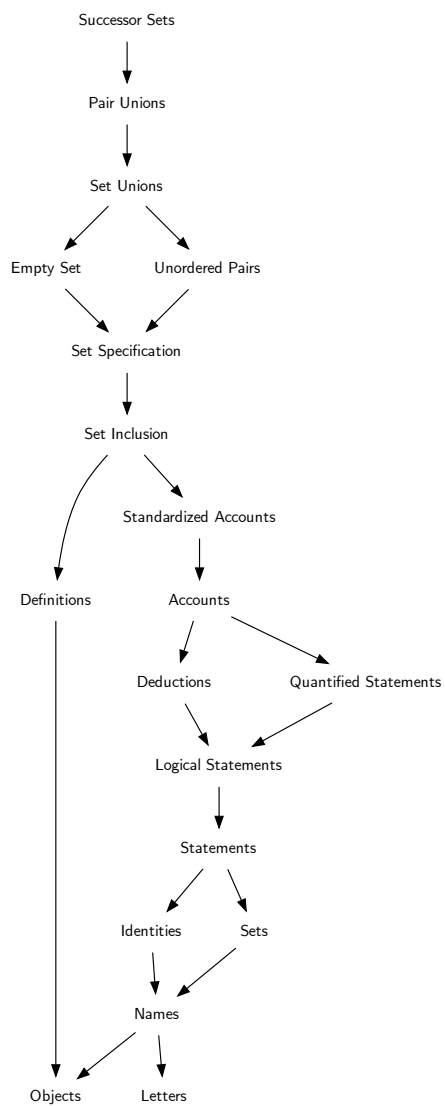 Successor Sets
Pair Unions
Set Unions
Empty Set
Unordered Pairs
Set Specification
Set Inclusion
Standardized Accounts
Definitions
Accounts
Deductions
Quantified Statements
Logical Statements
Statements
Identities
Sets
Names
Objects
Letters